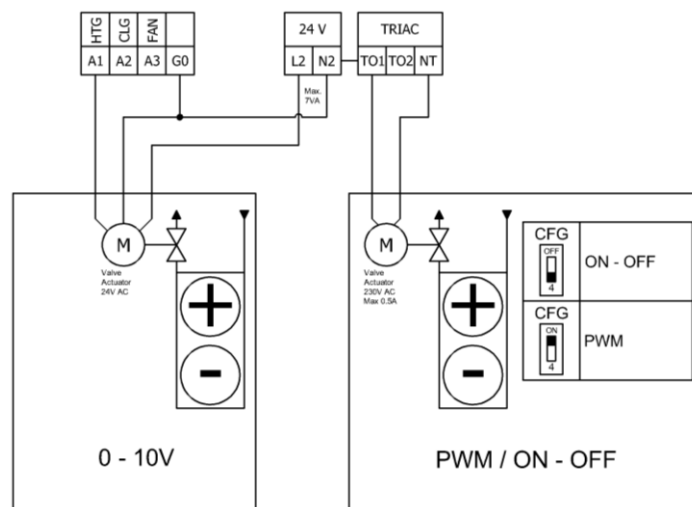 HTG CLG FAN
A1 A2 A3 G0
24 V
L2 N2
TRIAC
TO1 TO2 NT
Max.
7VA
M
Valve
Actuator
24V AC
+
-
0 - 10V
M
Valve
Actuator
230V AC
Max 0.5A
+
-
CFG
OFF
4
ON - OFF
CFG
ON
4
PWM
PWM / ON - OFF